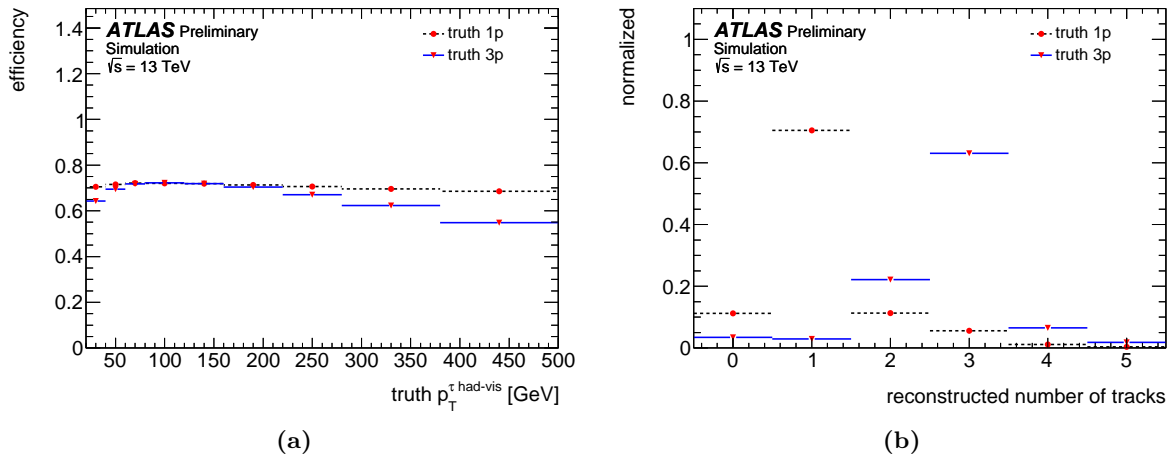 efficiency
1.4
1.2
1
0.8
0.6
0.4
0.2
0
ATLAS Preliminary
Simulation
√s = 13 TeV
truth 1p
truth 3p
50 100 150 200 250 300 350 400 450 500
truth p_T^{τ had-vis} [GeV]
(a)
normalized
1
0.8
0.6
0.4
0.2
0
ATLAS Preliminary
Simulation
√s = 13 TeV
truth 1p
truth 3p
0 1 2 3 4 5
reconstructed number of tracks
(b)